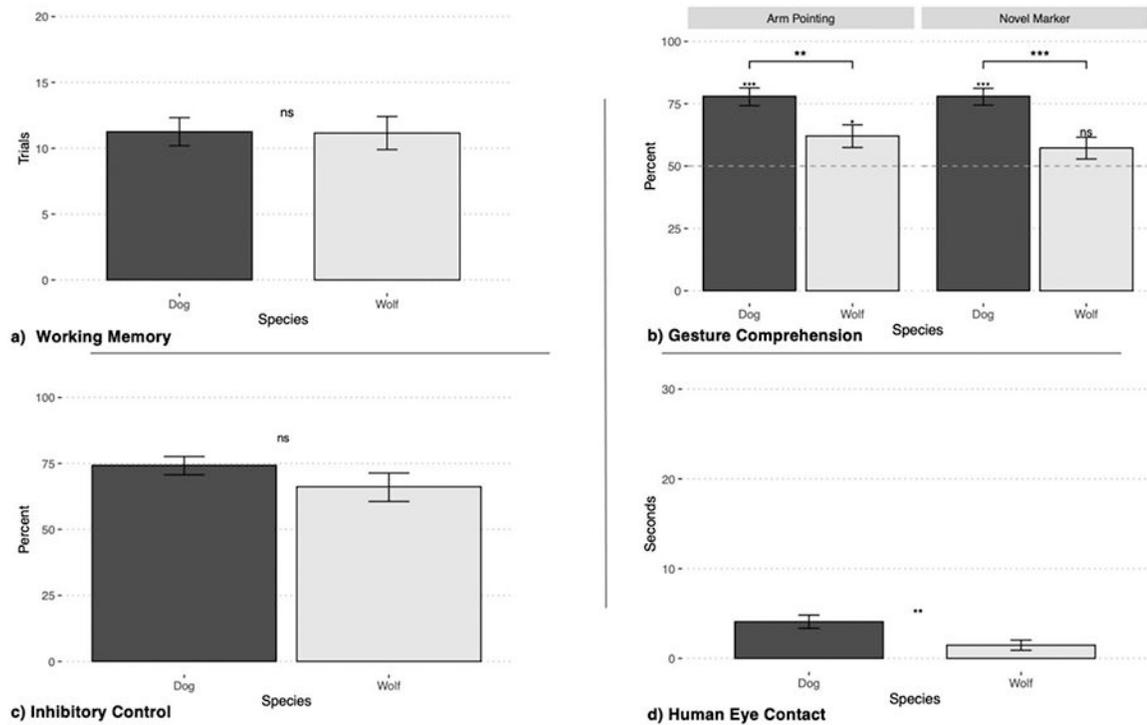 20
15
10
5
0
Trials
ns
Dog
Wolf
Species
a) Working Memory
Arm Pointing
Novel Marker
100
75
50
25
0
Percent
**
***
***
*
***
ns
Dog
Wolf
Dog
Wolf
Species
b) Gesture Comprehension
100
75
50
25
0
Percent
ns
Dog
Wolf
Species
c) Inhibitory Control
30
20
10
0
Seconds
**
Dog
Wolf
Species
d) Human Eye Contact